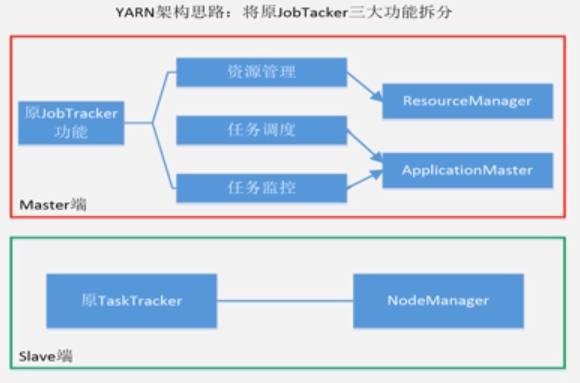 YARN架构思路：将原JobTacker三大功能拆分
资源管理
ResourceManager
原JobTracker
功能
任务调度
ApplicationMaster
任务监控
Master端
原TaskTracker
NodeManager
Slave端